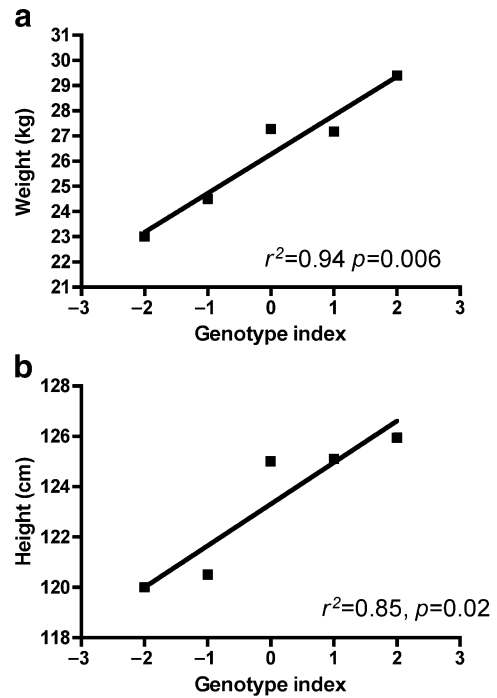 a
31
30
29
28
27
26
25
24
23
22
21
Weight (kg)
r²=0.94 p=0.006
−3 −2 −1 0 1 2 3
Genotype index
b
128
126
124
122
120
118
Height (cm)
r²=0.85, p=0.02
−3 −2 −1 0 1 2 3
Genotype index